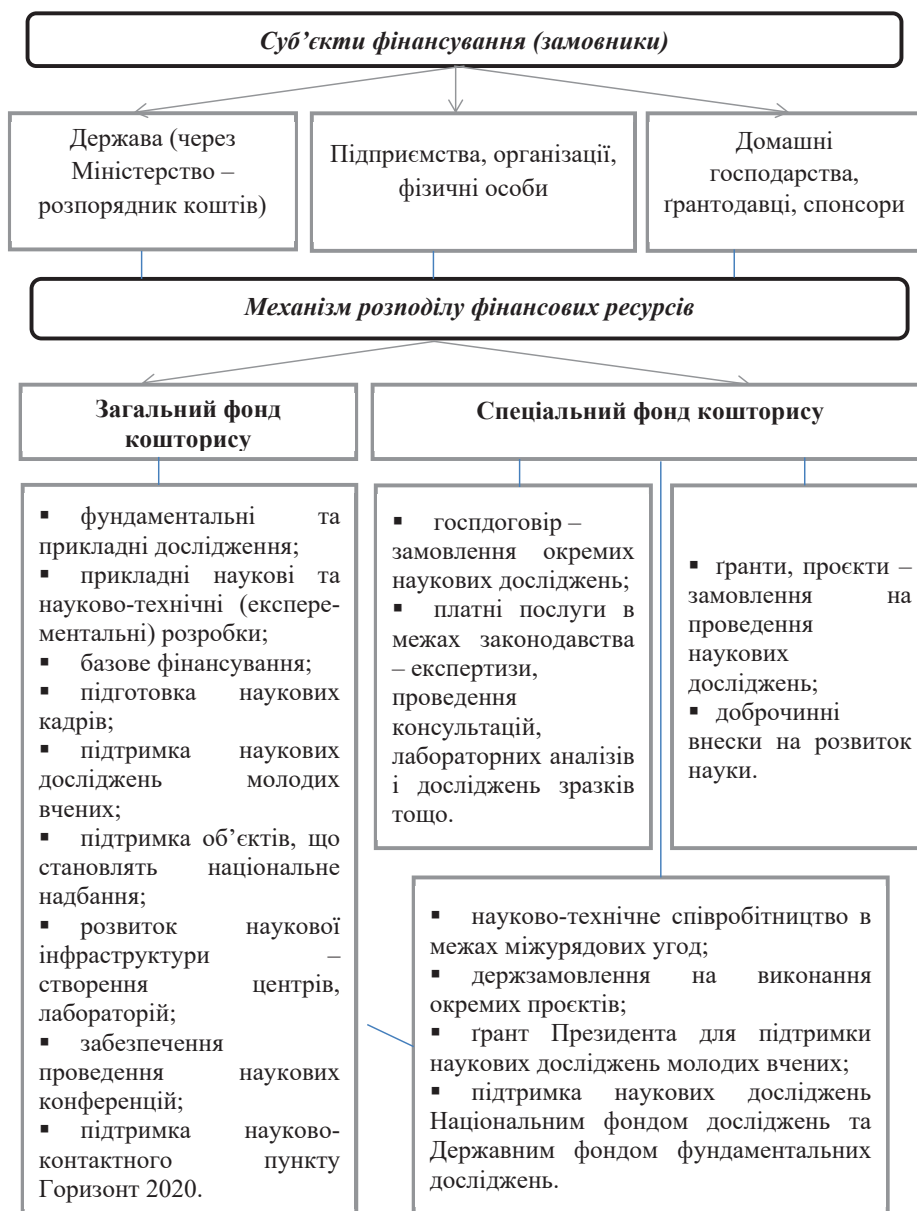 Суб’єкти фінансування (замовники)
Держава (через
Міністерство –
розпорядник коштів)
Підприємства, організації,
фізичні особи
Домашні
господарства,
ґрантодавці, спонсори
Механізм розподілу фінансових ресурсів
Загальний фонд
кошторису
Спеціальний фонд кошторису
▪ фундаментальні та
прикладні дослідження;
▪ прикладні наукові та
науково-технічні (експере-
ментальні) розробки;
▪ базове фінансування;
▪ підготовка наукових
кадрів;
▪ підтримка наукових
досліджень молодих
вчених;
▪ підтримка об’єктів, що
становлять національне
надбання;
▪ розвиток наукової
інфраструктури –
створення центрів,
лабораторій;
▪ забезпечення
проведення наукових
конференцій;
▪ підтримка науково-
контактного пункту
Горизонт 2020.
▪ госпдоговір –
замовлення окремих
наукових досліджень;
▪ платні послуги в
межах законодавства
– експертизи,
проведення
консультацій,
лабораторних аналізів
і досліджень зразків
тощо.
▪ ґранти, проєкти –
замовлення на
проведення
наукових
досліджень;
▪ доброчинні
внески на розвиток
науки.
▪ науково-технічне співробітництво в
межах міжурядових угод;
▪ держзамовлення на виконання
окремих проєктів;
▪ ґрант Президента для підтримки
наукових досліджень молодих вчених;
▪ підтримка наукових досліджень
Національним фондом досліджень та
Державним фондом фундаментальних
досліджень.